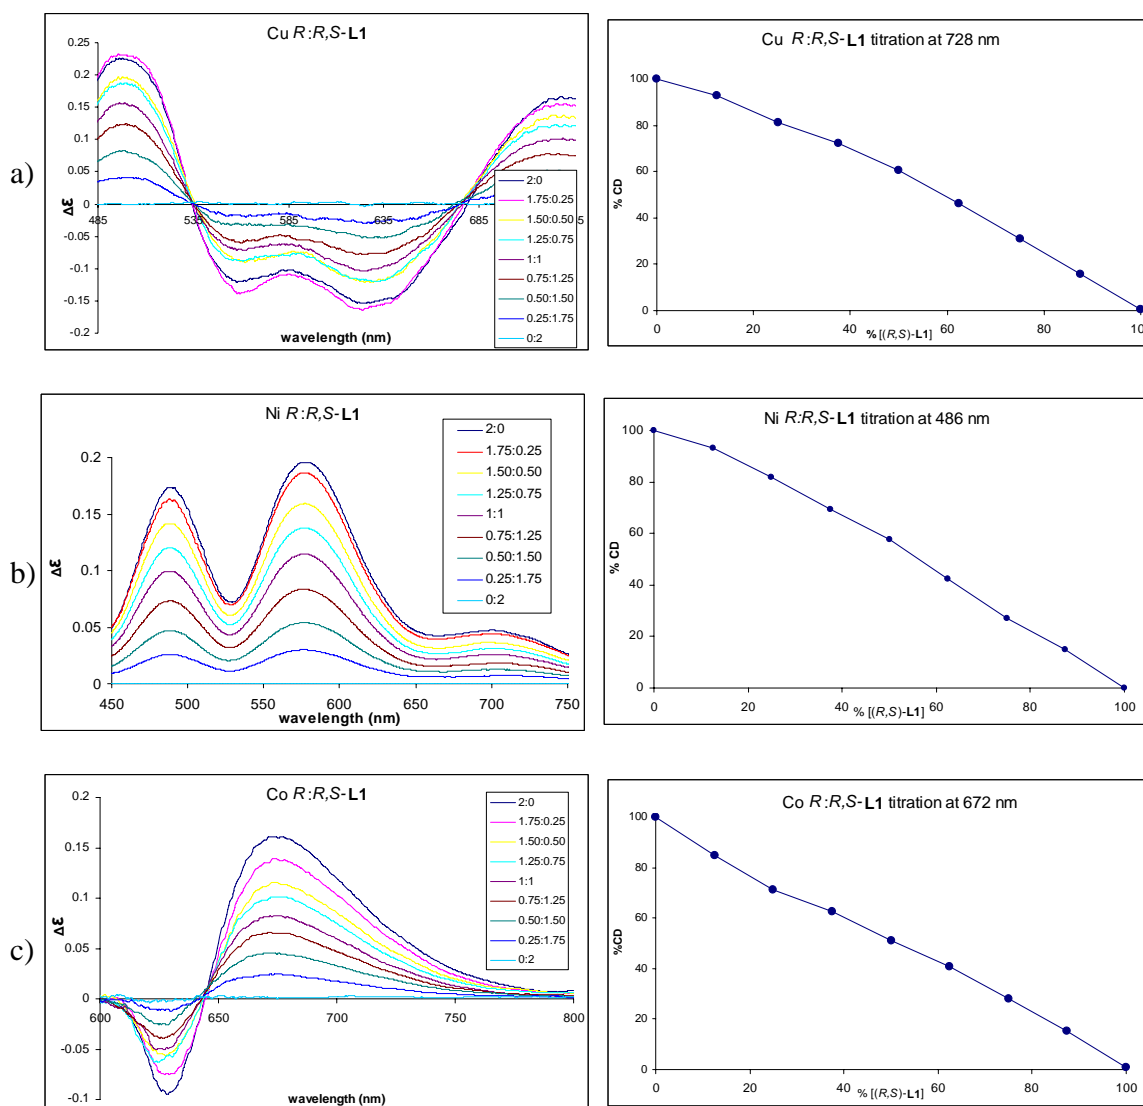 a)
Cu R:R,S-L1
0.25
0.2
0.15
0.1
0.05
0
-0.05
-0.1
-0.15
-0.2
Δε
485
535
585
635
685
5
wavelength (nm)
2:0
1.75:0.25
1.50:0.50
1.25:0.75
1:1
0.75:1.25
0.50:1.50
0.25:1.75
0:2
Cu R:R,S-L1 titration at 728 nm
100
80
60
40
20
0
% CD
0 20 40 60 80 100
% [(R,S)-L1]
b)
Ni R:R,S-L1
0.2
0.15
0.1
0.05
0
Δε
450 500 550 600 650 700 750
wavelength (nm)
2:0
1.75:0.25
1.50:0.50
1.25:0.75
1:1
0.75:1.25
0.50:1.50
0.25:1.75
0:2
Ni R:R,S-L1 titration at 486 nm
100
80
60
40
20
0
% CD
0 20 40 60 80 100
% [(R,S)-L1]
c)
Co R:R,S-L1
0.2
0.15
0.1
0.05
0
-0.05
-0.1
Δε
600 650 700 750 800
wavelength (nm)
2:0
1.75:0.25
1.50:0.50
1.25:0.75
1:1
0.75:1.25
0.50:1.50
0.25:1.75
0:2
Co R:R,S-L1 titration at 672 nm
100
80
60
40
20
0
%CD
0 20 40 60 80 100
% [(R,S)-L1]